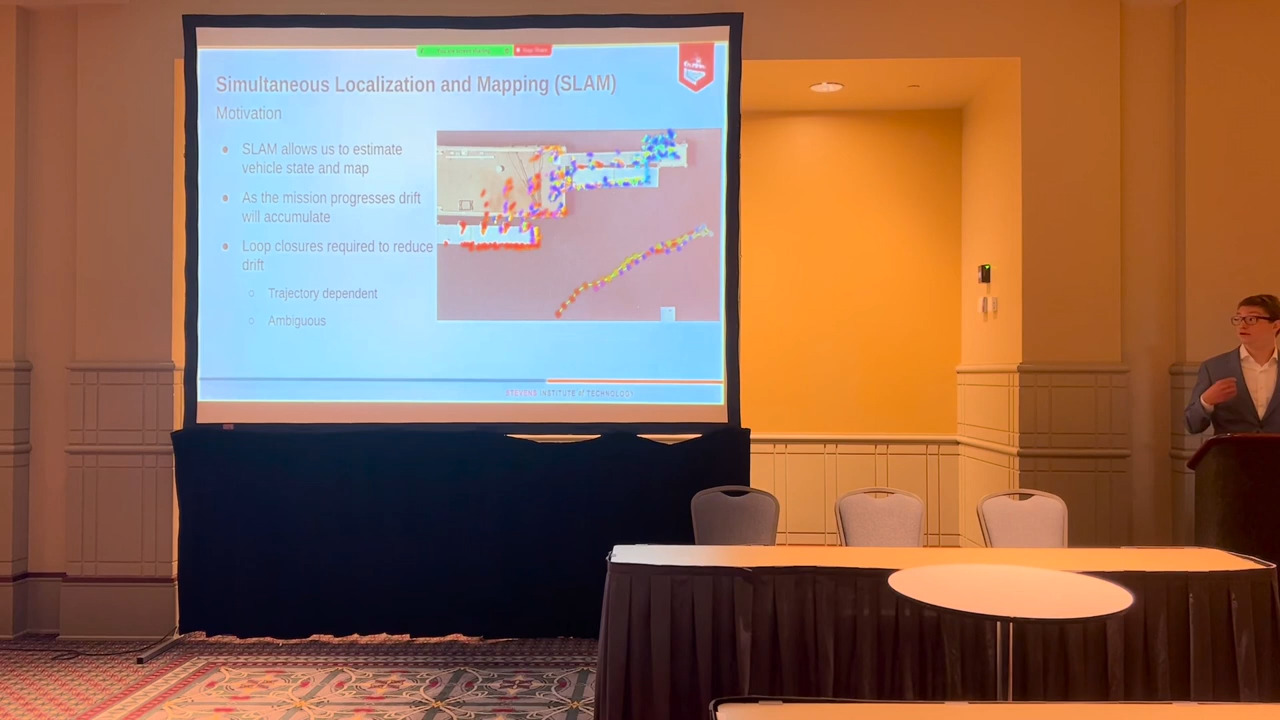 Simultaneous Localization and Mapping (SLAM)
Motivation
SLAM allows us to estimate
vehicle state and map
As the mission progresses drift
will accumulate
Loop closures required to reduce
drift
Trajectory dependent
Ambiguous
STEVENS INSTITUTE of TECHNOLOGY